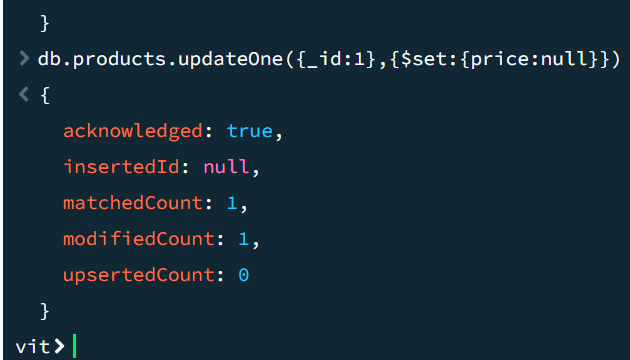 }
> db.products.updateOne({_id:1},{$set:{price:null}})
< {
acknowledged: true,
insertedId: null,
matchedCount: 1,
modifiedCount: 1,
upsertedCount: 0
}
vit>